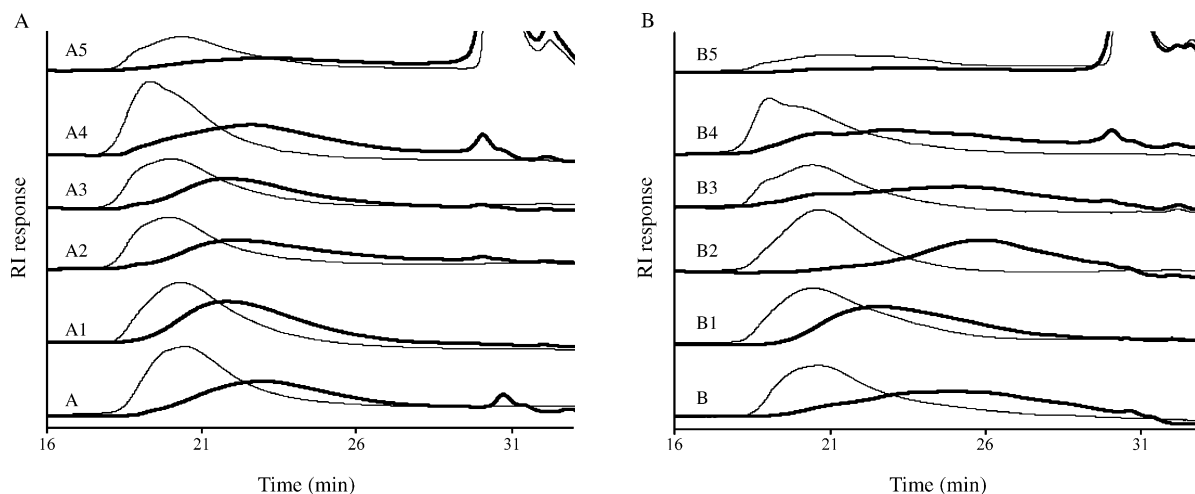 A
A5
A4
A3
A2
A1
A
RI response
16
21
26
31
Time (min)
B
B5
B4
B3
B2
B1
B
RI response
16
21
26
31
Time (min)